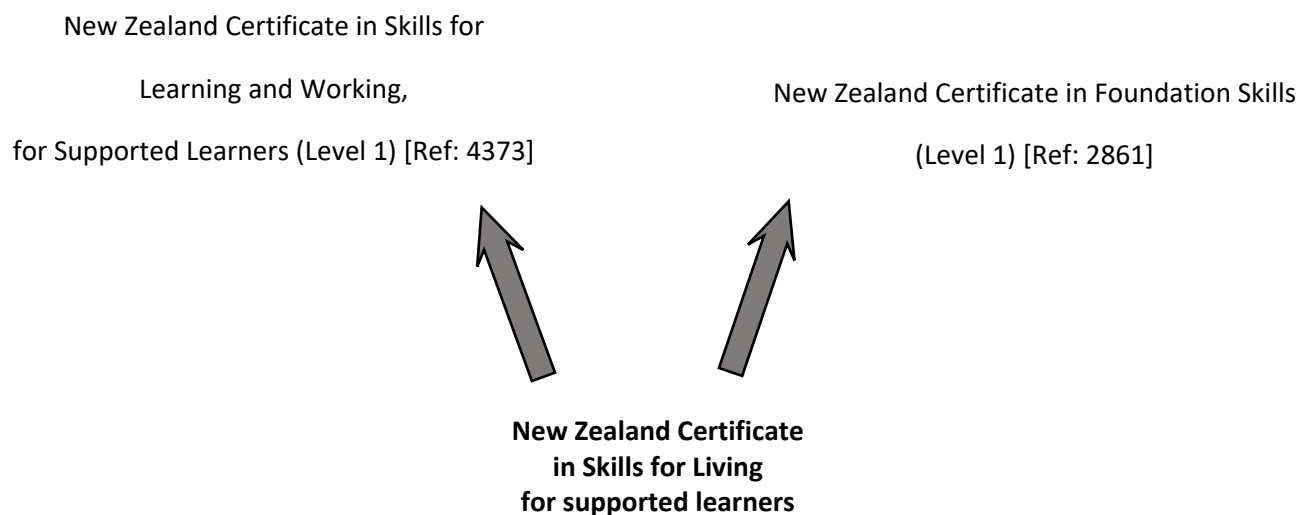 New Zealand Certificate in Skills for
Learning and Working,
for Supported Learners (Level 1) [Ref: 4373]
New Zealand Certificate in Foundation Skills
(Level 1) [Ref: 2861]
New Zealand Certificate
in Skills for Living
for supported learners